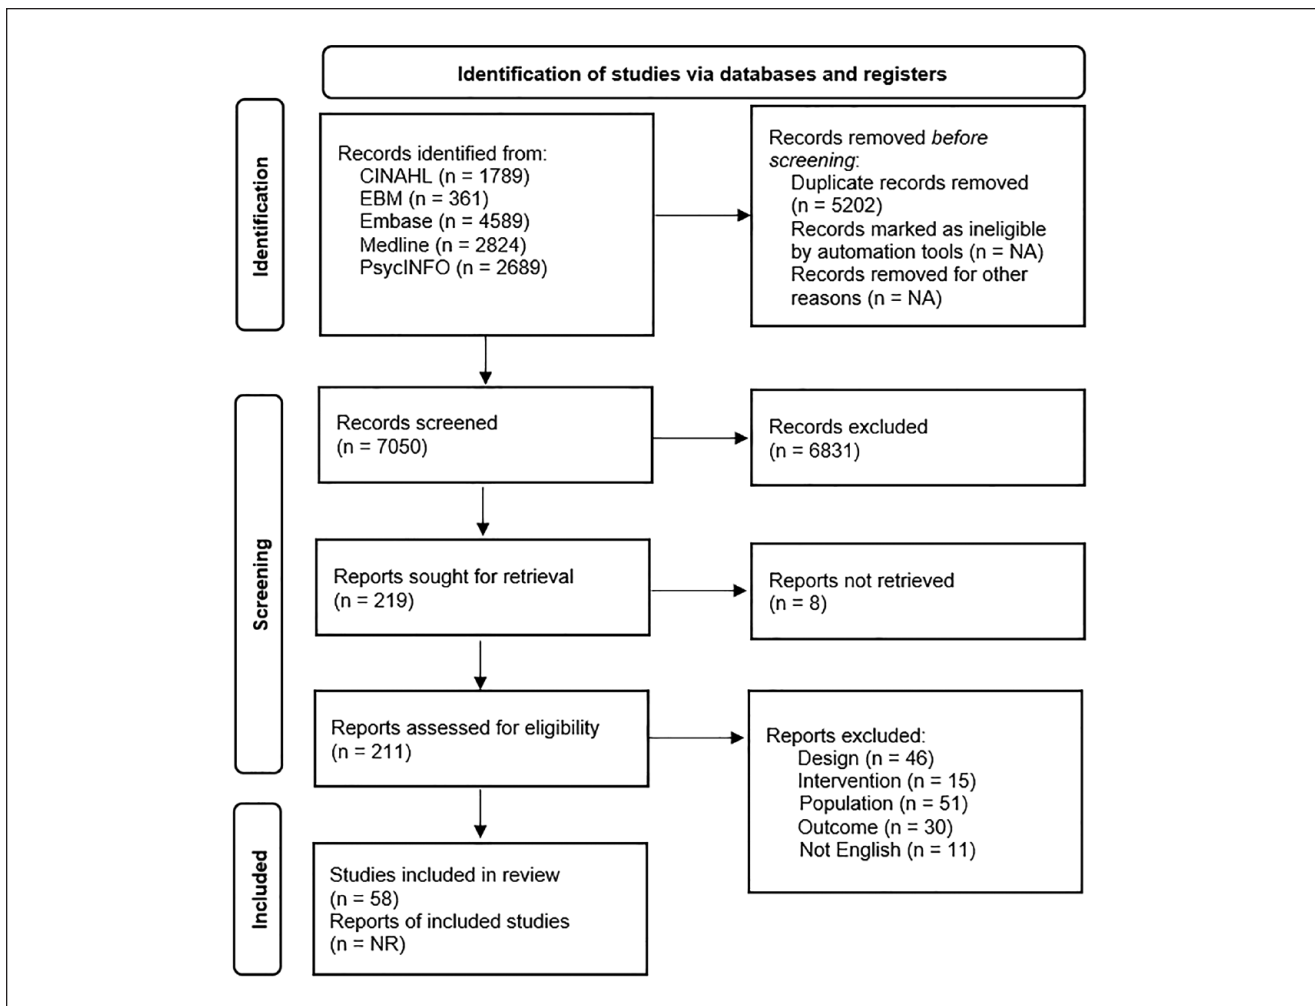 Identification of studies via databases and registers
Identification
Records identified from:
CINAHL (n = 1789)
EBM (n = 361)
Embase (n = 4589)
Medline (n = 2824)
PsycINFO (n = 2689)
Records removed before
screening:
Duplicate records removed
(n = 5202)
Records marked as ineligible
by automation tools (n = NA)
Records removed for other
reasons (n = NA)
Screening
Records screened
(n = 7050)
Records excluded
(n = 6831)
Reports sought for retrieval
(n = 219)
Reports not retrieved
(n = 8)
Reports assessed for eligibility
(n = 211)
Reports excluded:
Design (n = 46)
Intervention (n = 15)
Population (n = 51)
Outcome (n = 30)
Not English (n = 11)
Included
Studies included in review
(n = 58)
Reports of included studies
(n = NR)